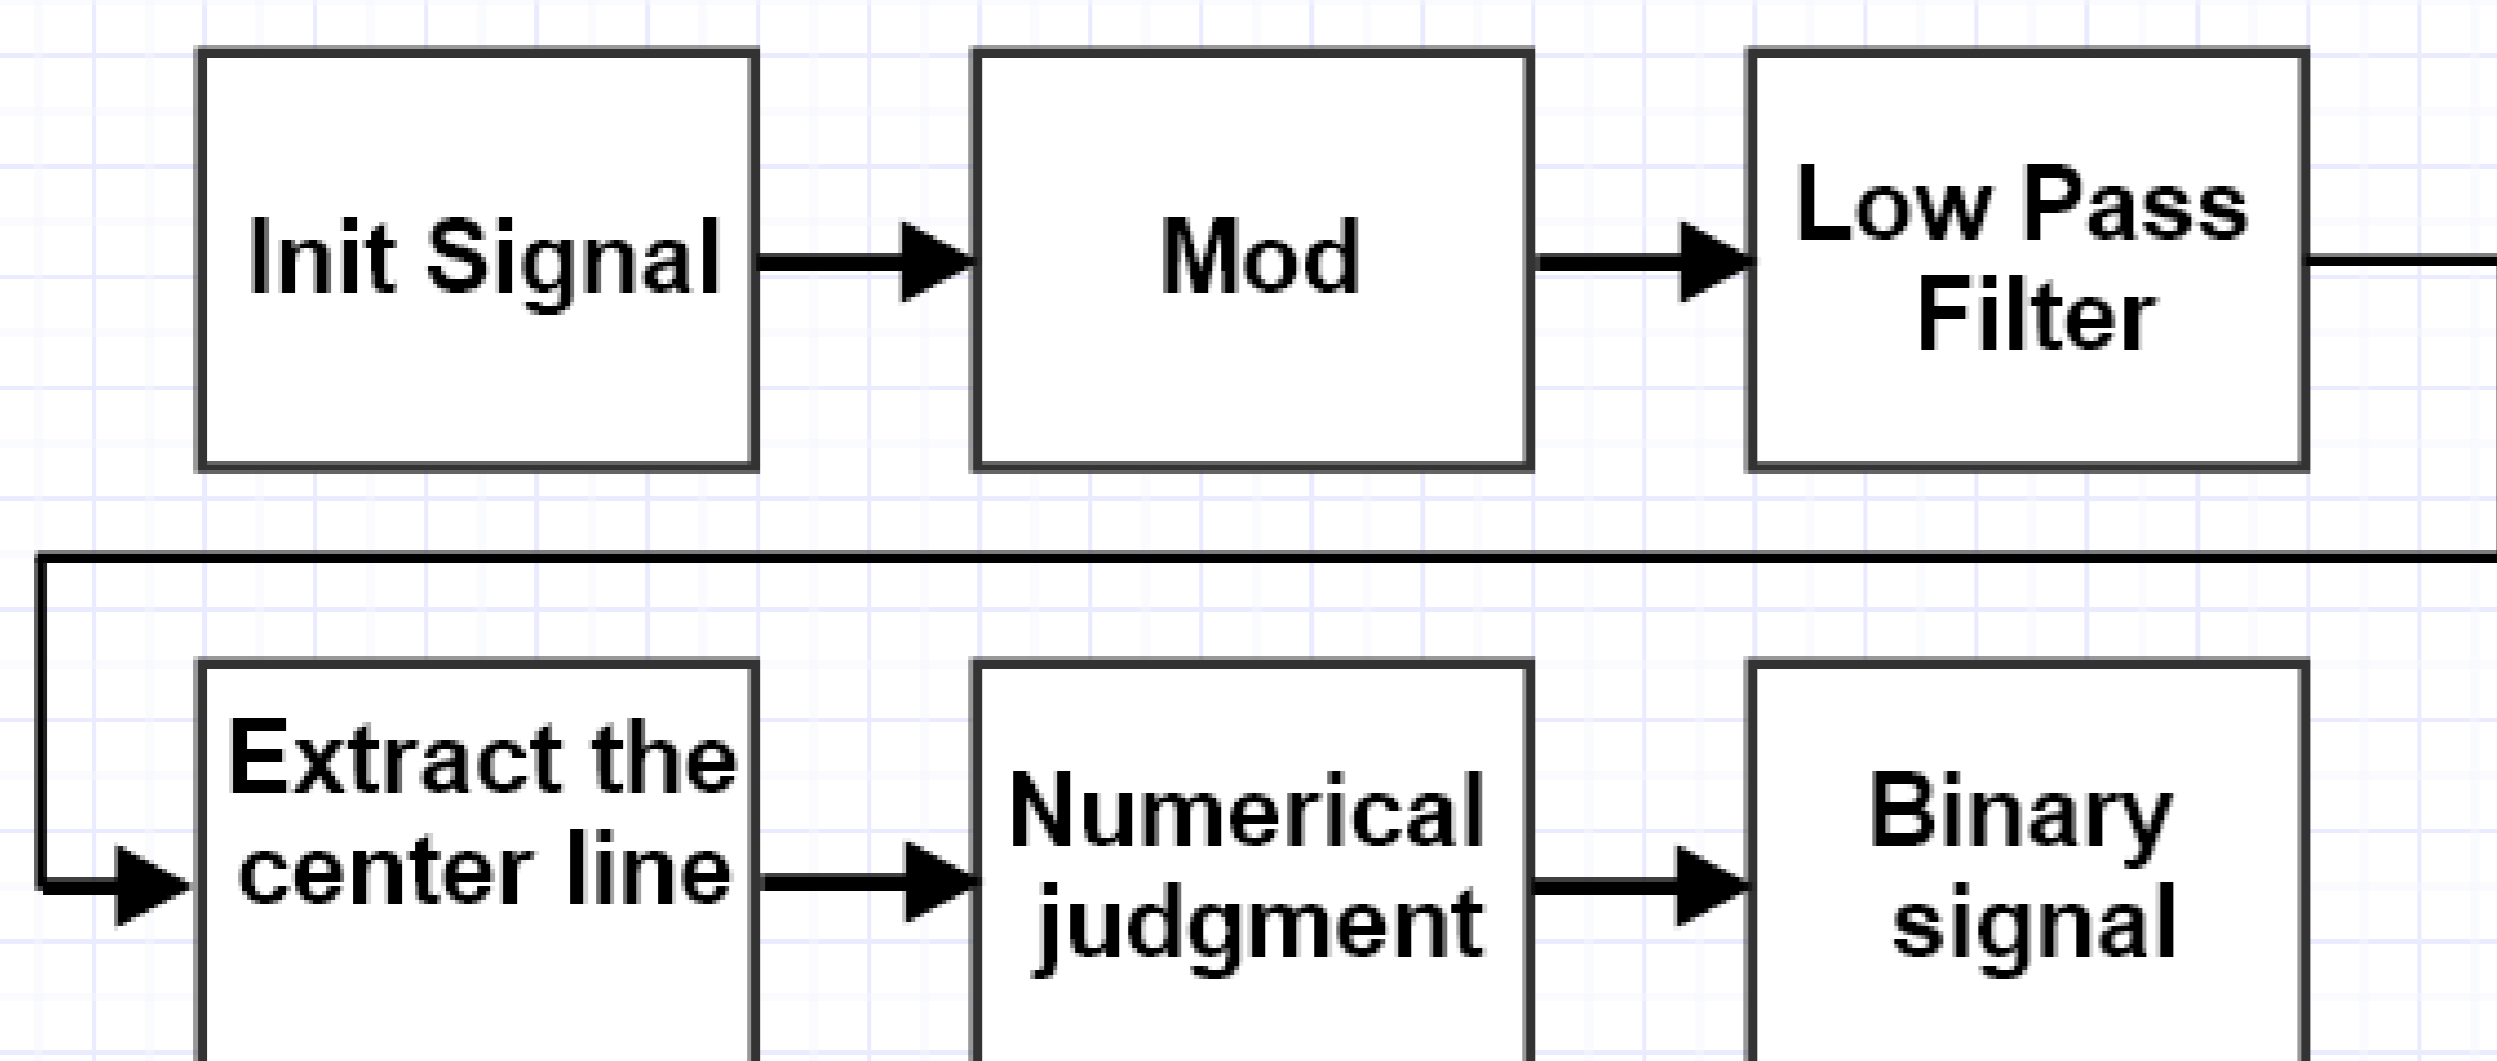 Init Signal
Mod
Low Pass
Filter
Extract the
center line
Numerical
judgment
Binary
signal